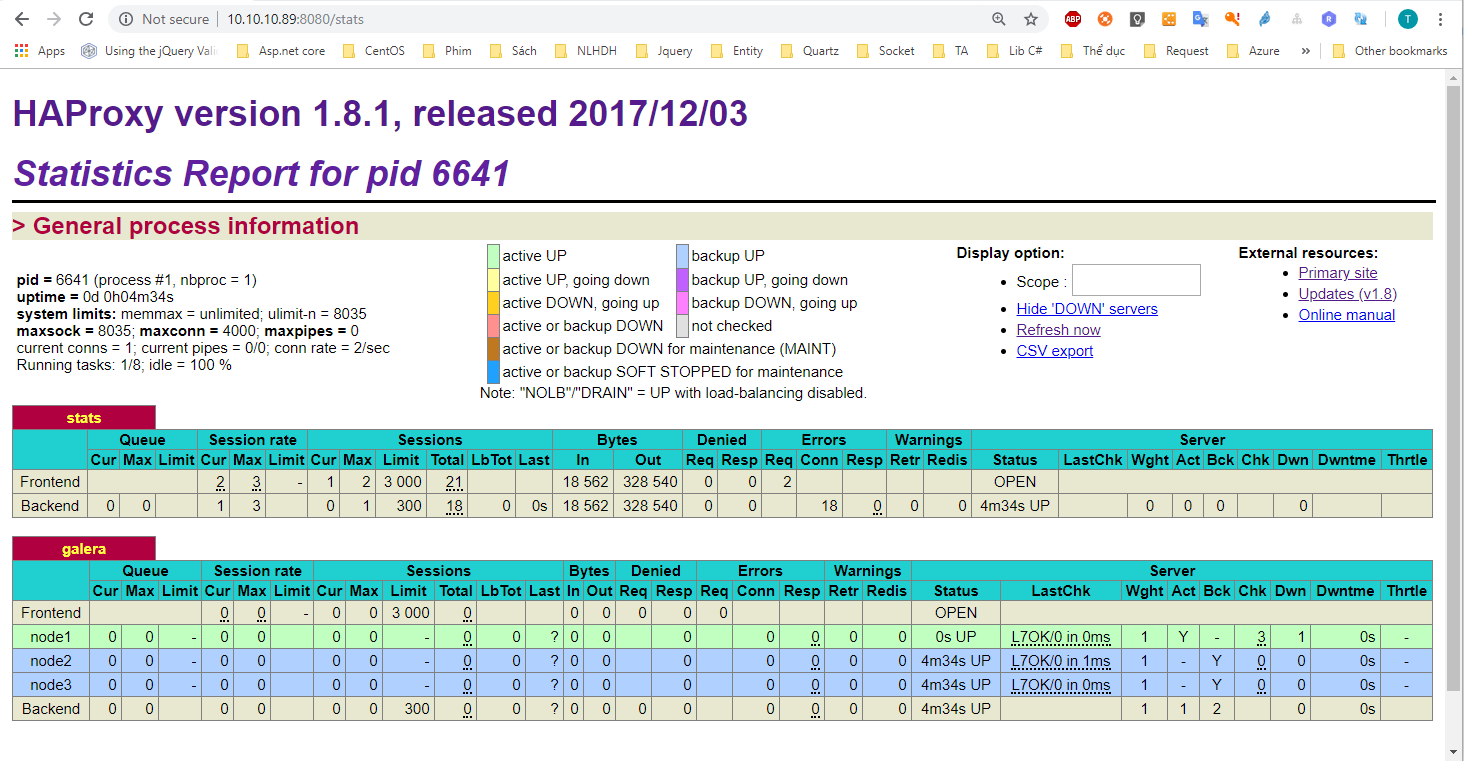 Not secure | 10.10.10.89:8080/stats
ABP R T
Apps Using the jQuery Vali Asp.net core CentOS Phim Sách NLHDH Jquery Entity Quartz Socket TA Lib C# Thể dục Request Azure » Other bookmarks
HAProxy version 1.8.1, released 2017/12/03
Statistics Report for pid 6641
> General process information
pid = 6641 (process #1, nbproc = 1)
uptime = 0d 0h04m34s
system limits: memmax = unlimited; ulimit-n = 8035
maxsock = 8035; maxconn = 4000; maxpipes = 0
current conns = 1; current pipes = 0/0; conn rate = 2/sec
Running tasks: 1/8; idle = 100 %
active UP backup UP
active UP, going down backup UP, going down
active DOWN, going up backup DOWN, going up
active or backup DOWN not checked
active or backup DOWN for maintenance (MAINT)
active or backup SOFT STOPPED for maintenance
Note: "NOLB"/"DRAIN" = UP with load-balancing disabled.
Display option:
• Scope :
• Hide 'DOWN' servers
• Refresh now
• CSV export
External resources:
• Primary site
• Updates (v1.8)
• Online manual
stats
Queue Session rate Sessions Bytes Denied Errors Warnings Server
Cur Max Limit Cur Max Limit Cur Max Limit Total LbTot Last In Out Req Resp Req Conn Resp Retr Redis Status LastChk Wght Act Bck Chk Dwn Dwntme Thrtle
Frontend 2 3 - 1 2 3 000 21 18 562 328 540 0 0 2 OPEN
Backend 0 0 1 3 0 1 300 18 0 0s 18 562 328 540 0 0 18 0 0 0 4m34s UP 0 0 0 0
galera
Queue Session rate Sessions Bytes Denied Errors Warnings Server
Cur Max Limit Cur Max Limit Cur Max Limit Total LbTot Last In Out Req Resp Req Conn Resp Retr Redis Status LastChk Wght Act Bck Chk Dwn Dwntme Thrtle
Frontend 0 0 - 0 0 3 000 0 0 0 0 0 0 OPEN
node1 0 0 - 0 0 0 0 - 0 0 ? 0 0 0 0 0 0 0 0s UP L7OK/0 in 0ms 1 Y - 3 1 0s -
node2 0 0 - 0 0 0 0 - 0 0 ? 0 0 0 0 0 0 0 4m34s UP L7OK/0 in 1ms 1 - Y 0 0 0s -
node3 0 0 - 0 0 0 0 - 0 0 ? 0 0 0 0 0 0 0 4m34s UP L7OK/0 in 0ms 1 - Y 0 0 0s -
Backend 0 0 0 0 0 0 300 0 0 ? 0 0 0 0 0 0 0 0 4m34s UP 1 1 2 0 0s